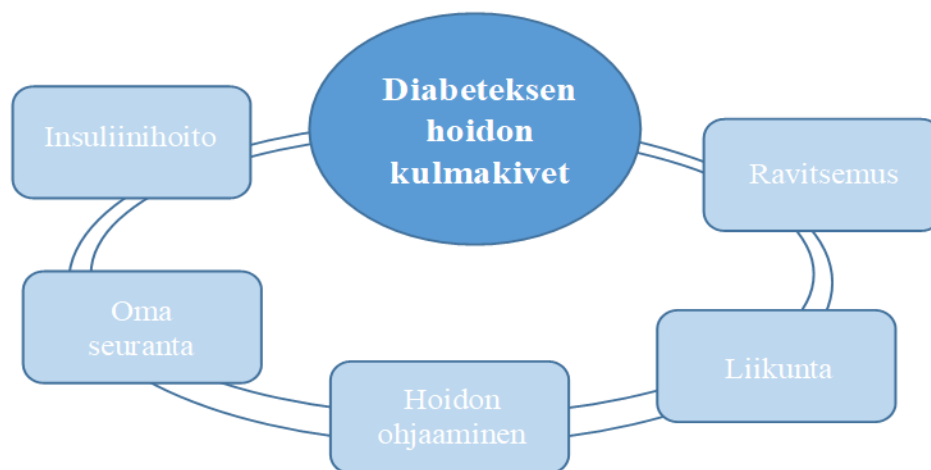 Diabeteksen
hoidon
kulmakivet
Ravitsemus
Liikunta
Hoidon
ohjaaminen
Oma
seuranta
Insuliinihoito